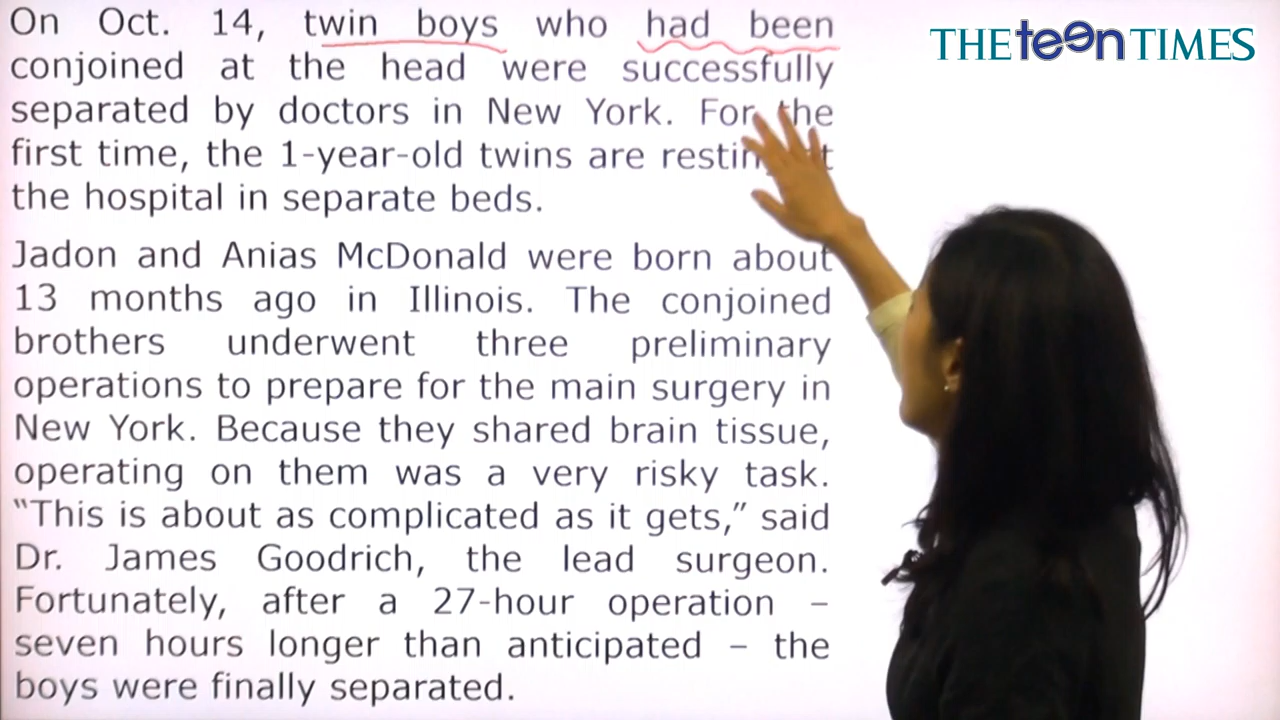 On Oct. 14, twin boys who had been
conjoined at the head were successfully
separated by doctors in New York. For the
first time, the 1-year-old twins are resting
the hospital in separate beds.
Jadon and Anias McDonald were born about
13 months ago in Illinois. The conjoined
brothers underwent three preliminary
operations to prepare for the main surgery in
New York. Because they shared brain tissue,
operating on them was a very risky task.
“This is about as complicated as it gets,” said
Dr. James Goodrich, the lead surgeon.
Fortunately, after a 27-hour operation –
seven hours longer than anticipated – the
boys were finally separated.
THE teen TIMES